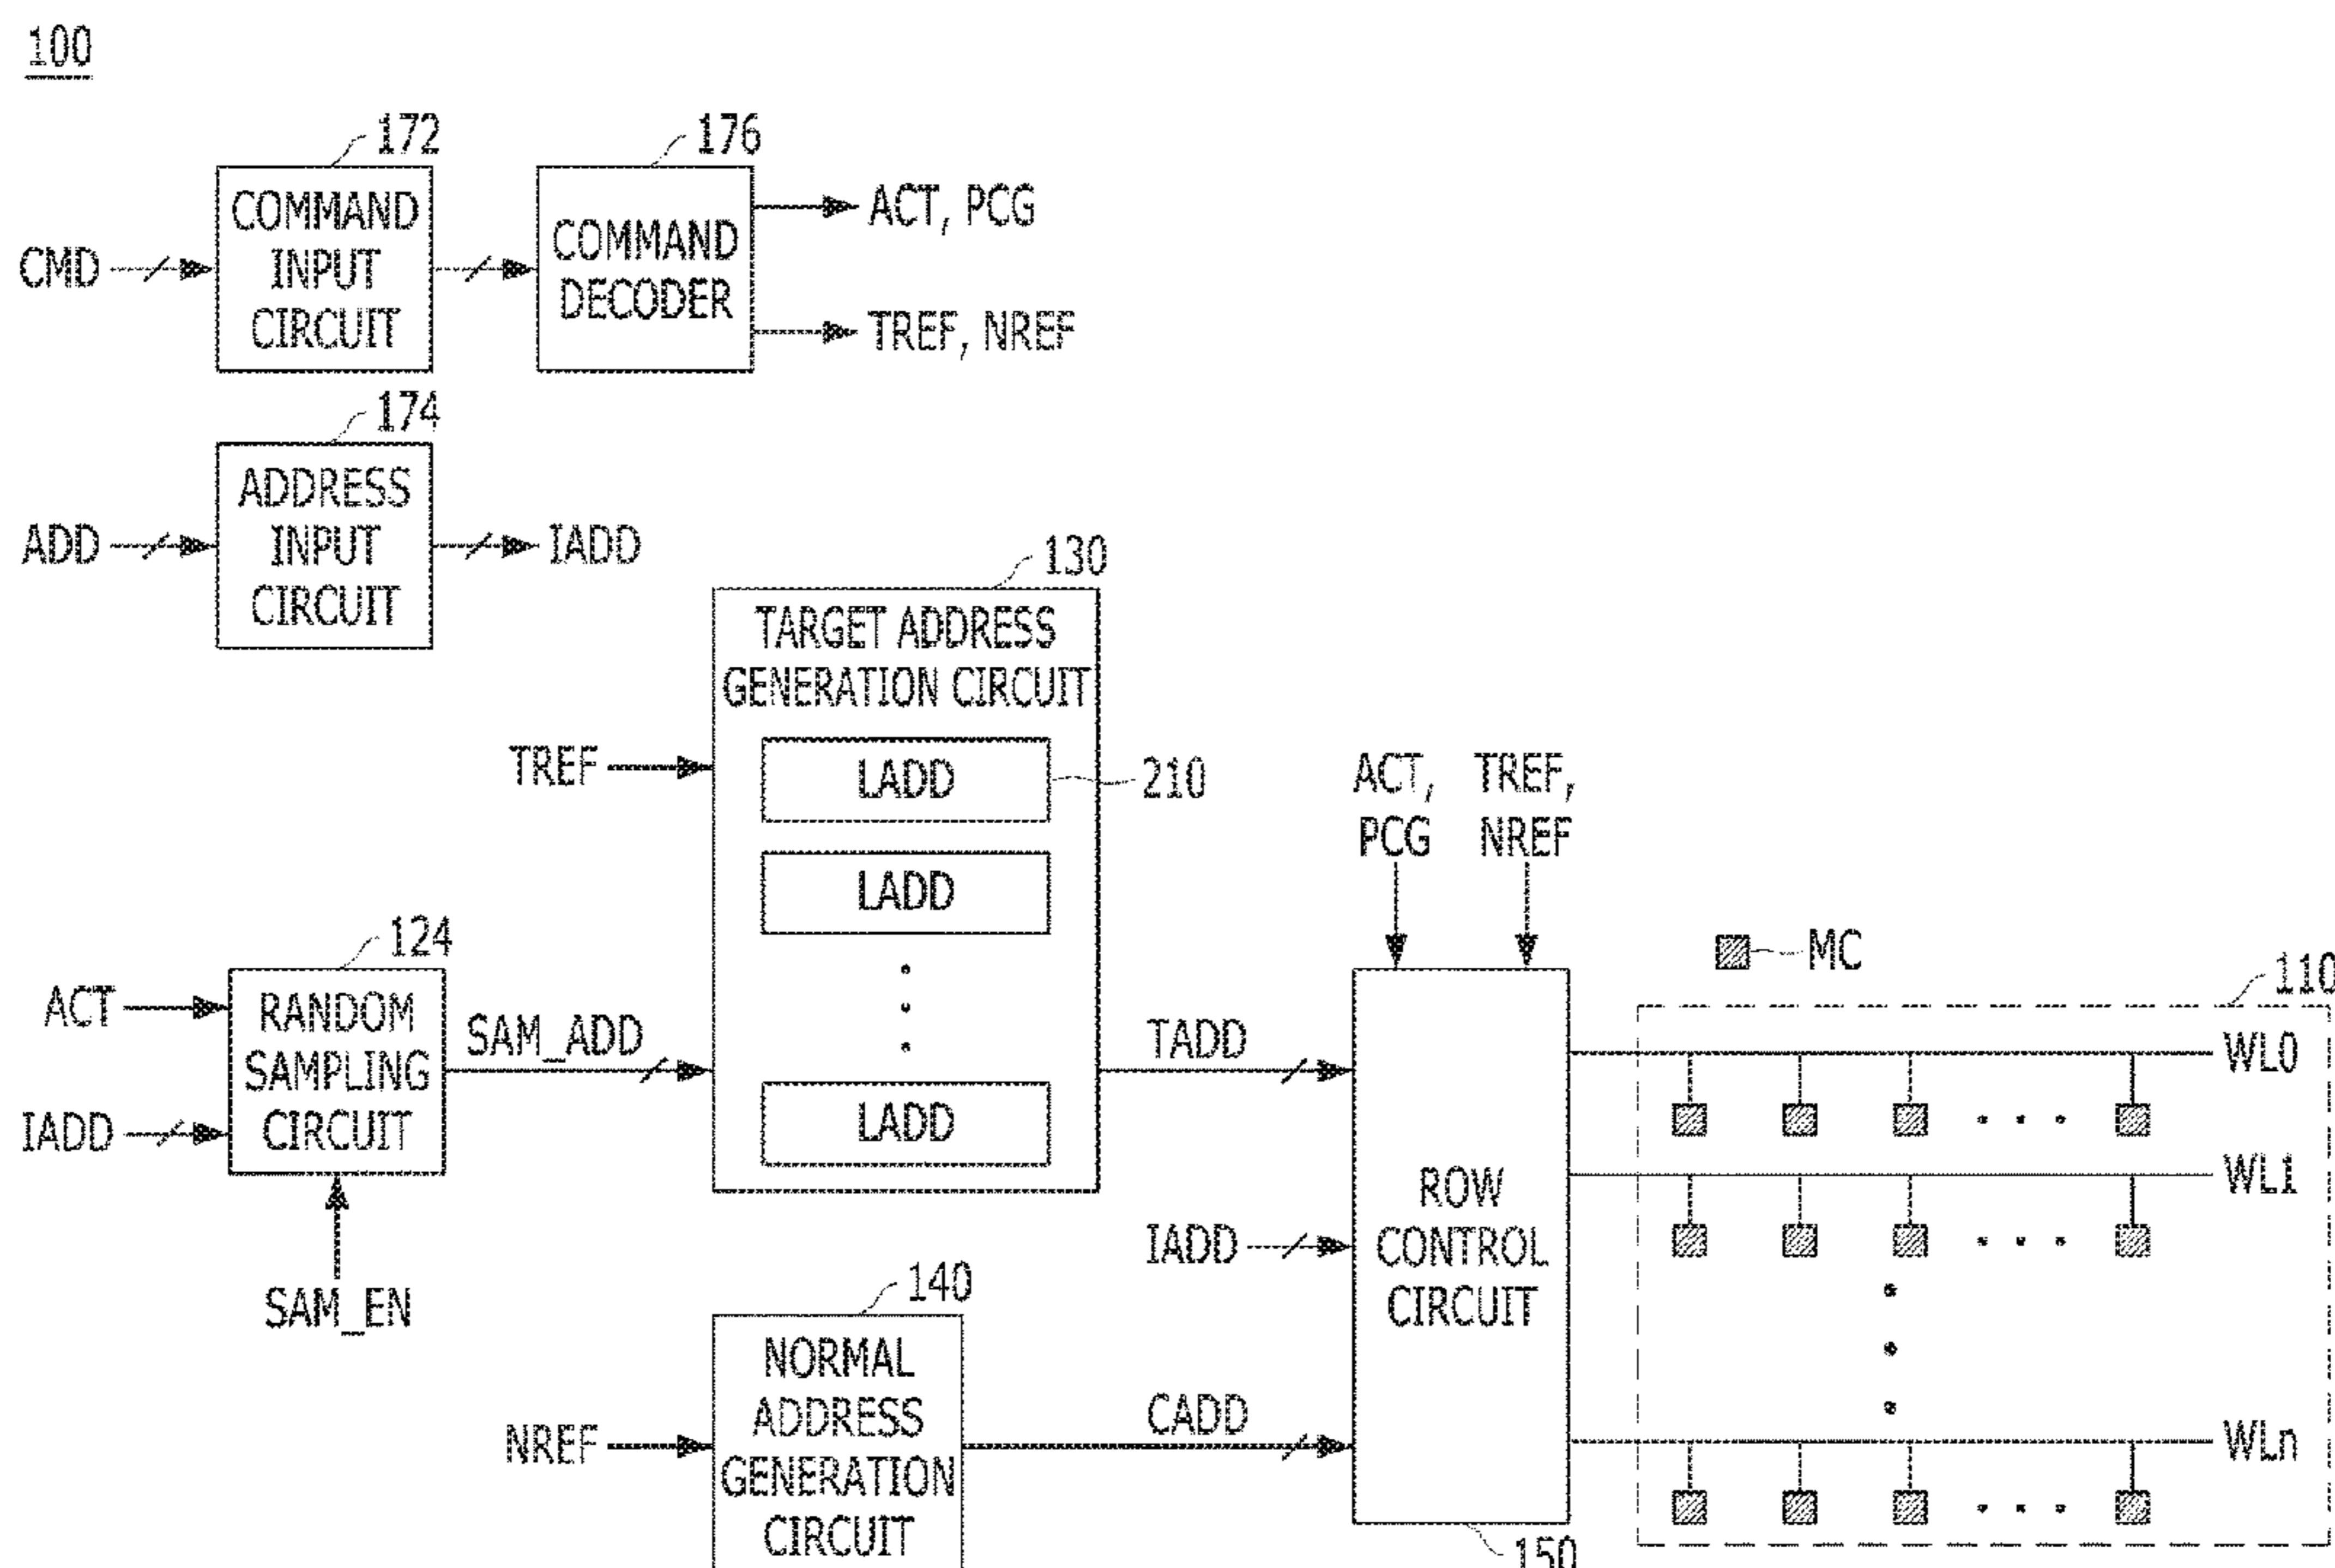 100
172
176
COMMAND
INPUT
CIRCUIT
COMMAND
DECODER
CMD
ACT, PCG
TREF, NREF
174
ADDRESS
INPUT
CIRCUIT
ADD
IADD
130
TARGET ADDRESS
GENERATION CIRCUIT
TREF
LADD
210
LADD
LADD
124
ACT
IADD
RANDOM
SAMPLING
CIRCUIT
SAM_ADD
SAM_EN
140
NREF
NORMAL
ADDRESS
GENERATION
CIRCUIT
ACT,
PCG
TREF,
NREF
TADD
IADD
CADD
ROW
CONTROL
CIRCUIT
150
MC
110
WL0
WL1
WLn